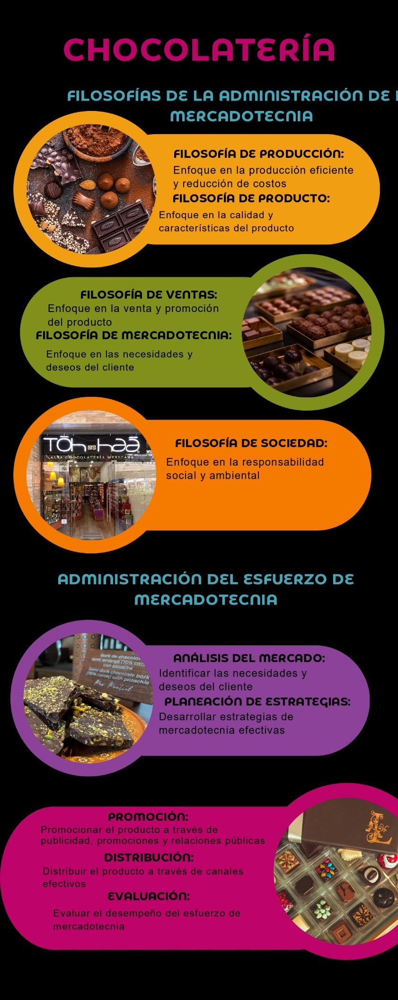 CHOCOLATERÍA
FILOSOFÍAS DE LA ADMINISTRACIÓN DE
MERCADOTECNIA
FILOSOFÍA DE PRODUCCIÓN:
Enfoque en la producción eficiente
y reducción de costos
FILOSOFÍA DE PRODUCTO:
Enfoque en la calidad y
características del producto
FILOSOFÍA DE VENTAS:
Enfoque en la venta y promoción
del producto
FILOSOFÍA DE MERCADOTECNIA:
Enfoque en las necesidades y
deseos del cliente
TŌh-hāā
ALTA CHOCOLATERÍA MEXICANA
FILOSOFÍA DE SOCIEDAD:
Enfoque en la responsabilidad
social y ambiental
ADMINISTRACIÓN DEL ESFUERZO DE
MERCADOTECNIA
Bark de chocolat
semi amargo (70% cac
con pistache
Semi dark chocolate bark
(70% cocoa) with pistachio
ANÁLISIS DEL MERCADO:
Identificar las necesidades y
deseos del cliente
PLANEACIÓN DE ESTRATEGIAS:
Desarrollar estrategias de
mercadotecnia efectivas
PROMOCIÓN:
Promocionar el producto a través de
publicidad, promociones y relaciones públicas
DISTRIBUCIÓN:
Distribuir el producto a través de canales
efectivos
EVALUACIÓN:
Evaluar el desempeño del esfuerzo de
mercadotecnia